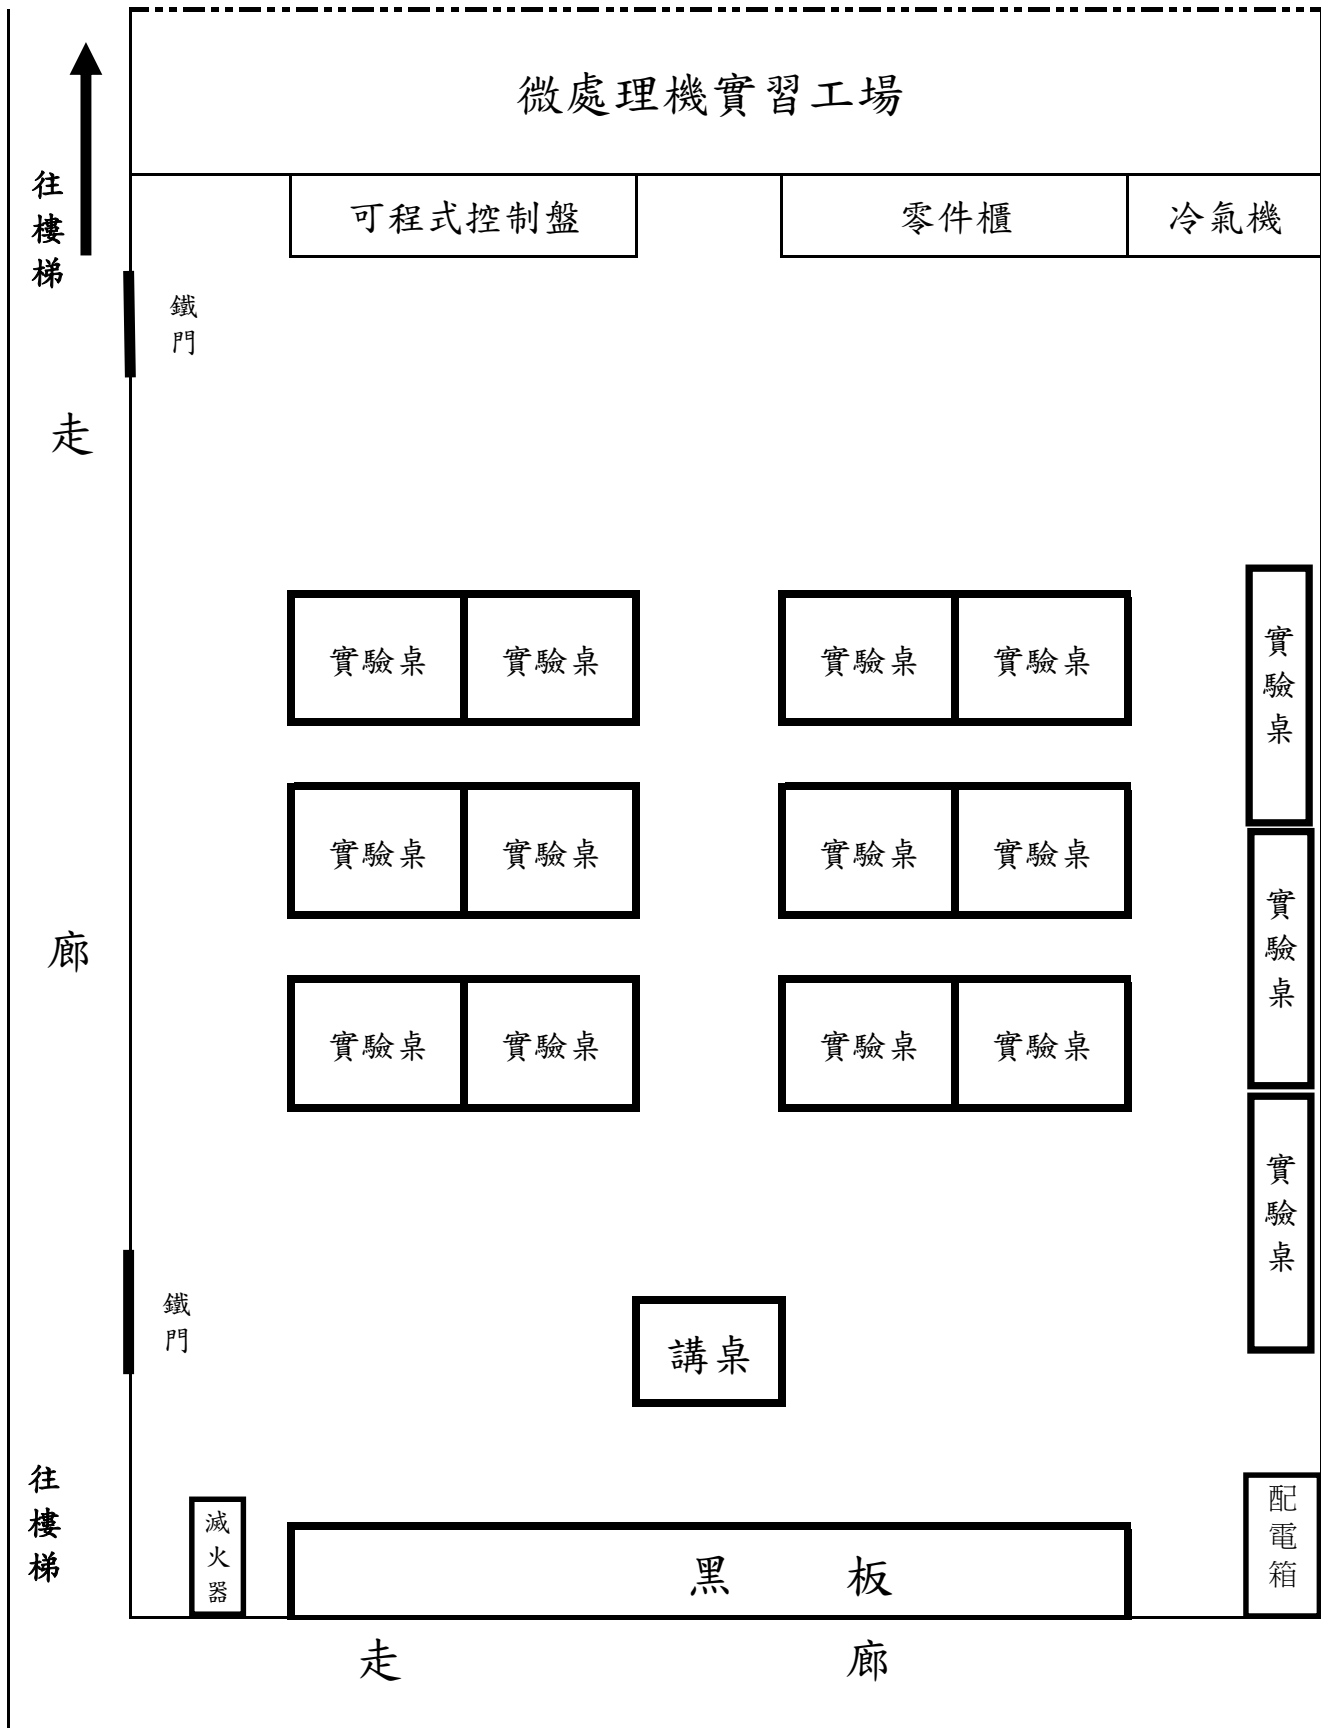 微處理機實習工場
往樓梯
可程式控制盤
零件櫃
冷氣機
鐵門
走
廊
實驗桌 實驗桌 實驗桌 實驗桌
實驗桌
實驗桌 實驗桌 實驗桌 實驗桌
實驗桌
實驗桌 實驗桌 實驗桌 實驗桌
實驗桌
鐵門
講桌
往樓梯
滅火器
黑 板
配電箱
走 廊